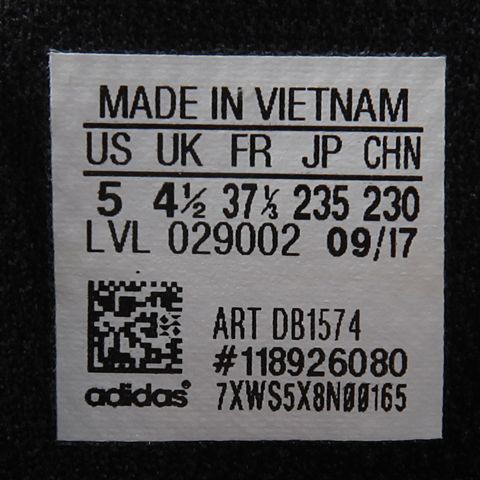 MADE IN VIETNAM
US UK FR JP CHN
5 4½ 37⅓ 235 230
LVL 029002 09/17
ART DB1574
#118926080
adidas® 7XWS5X8N00165